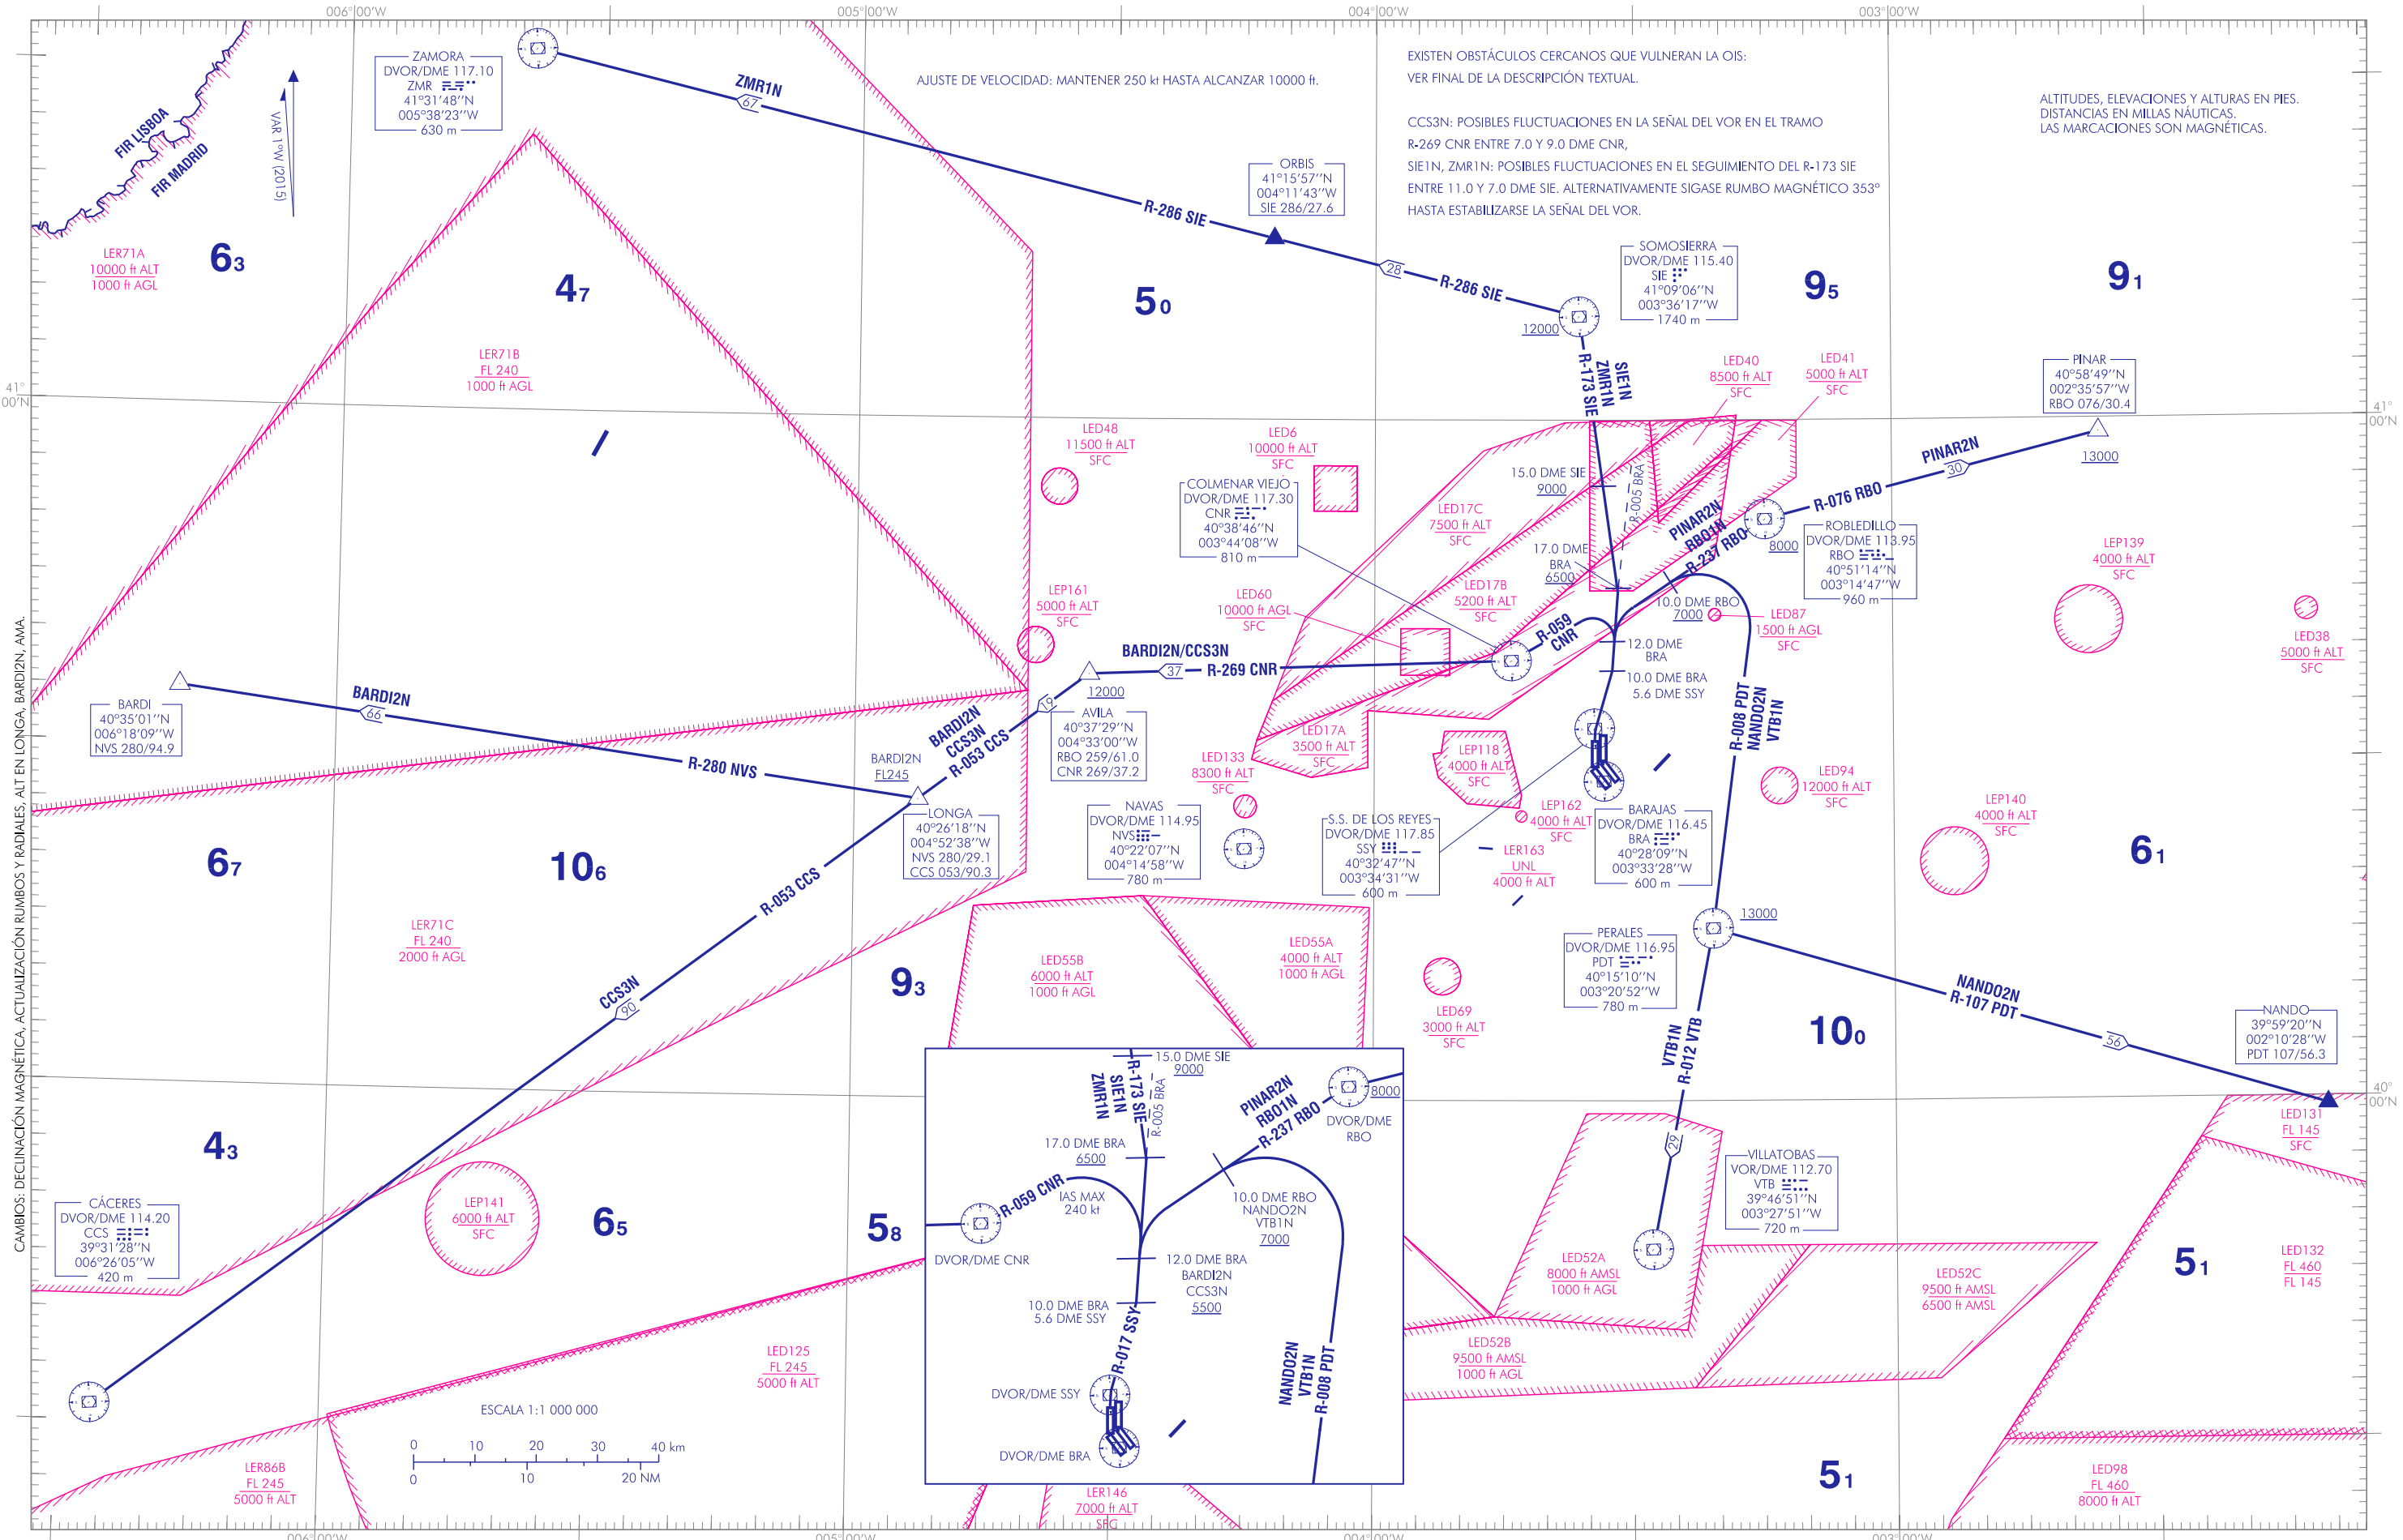 006°00'W
005°00'W
004°00'W
003°00'W
ZAMORA
DVOR/DME 117.10
ZMR
41°31'48''N
005°38'23''W
630 m
FIR LISBOA
FIR MADRID
VAR 1°W (2015)
ZMR1N
67
AJUSTE DE VELOCIDAD: MANTENER 250 kt HASTA ALCANZAR 10000 ft.
EXISTEN OBSTÁCULOS CERCANOS QUE VULNERAN LA OIS:
VER FINAL DE LA DESCRIPCIÓN TEXTUAL.
CCS3N: POSIBLES FLUCTUACIONES EN LA SEÑAL DEL VOR EN EL TRAMO
R-269 CNR ENTRE 7.0 Y 9.0 DME CNR,
SIE1N, ZMR1N: POSIBLES FLUCTUACIONES EN EL SEGUIMIENTO DEL R-173 SIE
ENTRE 11.0 Y 7.0 DME SIE. ALTERNATIVAMENTE SIGASE RUMBO MAGNÉTICO 353°
HASTA ESTABILIZARSE LA SEÑAL DEL VOR.
ALTITUDES, ELEVACIONES Y ALTURAS EN PIES.
DISTANCIAS EN MILLAS NÁUTICAS.
LAS MARCACIONES SON MAGNÉTICAS.
ORBIS
41°15'57''N
004°11'43''W
SIE 286/27.6
R-286 SIE
28
R-286 SIE
SOMOSIERRA
DVOR/DME 115.40
SIE
41°09'06''N
003°36'17''W
1740 m
12000
LER71A
10000 ft ALT
1000 ft AGL
63
47
50
95
91
LER71B
FL 240
1000 ft AGL
41°
00'N
SIE1N
ZMR1N
R-173 SIE
LED40
8500 ft ALT
SFC
LED41
5000 ft ALT
SFC
PINAR
40°58'49''N
002°35'57''W
RBO 076/30.4
41°
00'N
LED48
11500 ft ALT
SFC
LED6
10000 ft ALT
SFC
COLMENAR VIEJO
DVOR/DME 117.30
CNR
40°38'46''N
003°44'08''W
810 m
15.0 DME SIE
9000
R-005 BRA
PINAR2N
30
R-076 RBO
13000
LED17C
7500 ft ALT
SFC
PINAR2N
RBO1N
R-237 RBO
8000
ROBLEDILLO
DVOR/DME 113.95
RBO
40°51'14''N
003°14'47''W
960 m
17.0 DME
BRA
6500
LEP139
4000 ft ALT
SFC
LEP161
5000 ft ALT
SFC
LED60
10000 ft AGL
SFC
LED17B
5200 ft ALT
SFC
10.0 DME RBO
7000
LED87
1500 ft AGL
SFC
LED38
5000 ft ALT
SFC
R-059
CNR
12.0 DME
BRA
10.0 DME BRA
5.6 DME SSY
BARDI2N/CCS3N
37
R-269 CNR
12000
BARDI
40°35'01''N
006°18'09''W
NVS 280/94.9
BARDI2N
66
R-280 NVS
BARDI2N
CCS3N
R-053 CCS
19
AVILA
40°37'29''N
004°33'00''W
RBO 259/61.0
CNR 269/37.2
BARDI2N
FL245
LONGA
40°26'18''N
004°52'38''W
NVS 280/29.1
CCS 053/90.3
LED133
8300 ft ALT
SFC
LED17A
3500 ft ALT
SFC
LEP118
4000 ft ALT
SFC
R-008 PDT
NANDO2N
VTB1N
LED94
12000 ft ALT
SFC
NAVAS
DVOR/DME 114.95
NVS
40°22'07''N
004°14'58''W
780 m
S.S. DE LOS REYES
DVOR/DME 117.85
SSY
40°32'47''N
003°34'31''W
600 m
LEP162
4000 ft ALT
SFC
LER163
UNL
4000 ft ALT
BARAJAS
DVOR/DME 116.45
BRA
40°28'09''N
003°33'28''W
600 m
LEP140
4000 ft ALT
SFC
67
106
61
R-053 CCS
LER71C
FL 240
2000 ft AGL
93
LED55B
6000 ft ALT
1000 ft AGL
LED55A
4000 ft ALT
1000 ft AGL
LED69
3000 ft ALT
SFC
PERALES
DVOR/DME 116.95
PDT
40°15'10''N
003°20'52''W
780 m
13000
CCS3N
90
NANDO2N
R-107 PDT
56
NANDO
39°59'20''N
002°10'28''W
PDT 107/56.3
100
VTB1N
R-012 VTB
29
40°
00'N
43
CÁCERES
DVOR/DME 114.20
CCS
39°31'28''N
006°26'05''W
420 m
LEP141
6000 ft ALT
SFC
65
58
15.0 DME SIE
9000
ZMR1N
SIE1N
R-173 SIE
R-005 BRA
PINAR2N
RBO1N
R-237 RBO
8000
DVOR/DME
RBO
17.0 DME BRA
6500
R-059 CNR
IAS MAX
240 kt
10.0 DME RBO
NANDO2N
VTB1N
7000
DVOR/DME CNR
12.0 DME BRA
BARDI2N
CCS3N
5500
10.0 DME BRA
5.6 DME SSY
R-017 SSY
DVOR/DME SSY
DVOR/DME BRA
NANDO2N
VTB1N
R-008 PDT
VILLATOBAS
VOR/DME 112.70
VTB
39°46'51''N
003°27'51''W
720 m
LED131
FL 145
SFC
LED52A
8000 ft AMSL
1000 ft AGL
LED52C
9500 ft AMSL
6500 ft AMSL
51
LED132
FL 460
FL 145
LED52B
9500 ft AMSL
1000 ft AGL
LED125
FL 245
5000 ft ALT
ESCALA 1:1 000 000
0 10 20 30 40 km
0 10 20 NM
LER86B
FL 245
5000 ft ALT
LER146
7000 ft ALT
SFC
51
LED98
FL 460
8000 ft ALT
006°00'W
005°00'W
004°00'W
003°00'W
CAMBIOS: DECLINACIÓN MAGNÉTICA, ACTUALIZACIÓN RUMBOS Y RADIALES, ALT EN LONGA, BARDI2N, AMA.